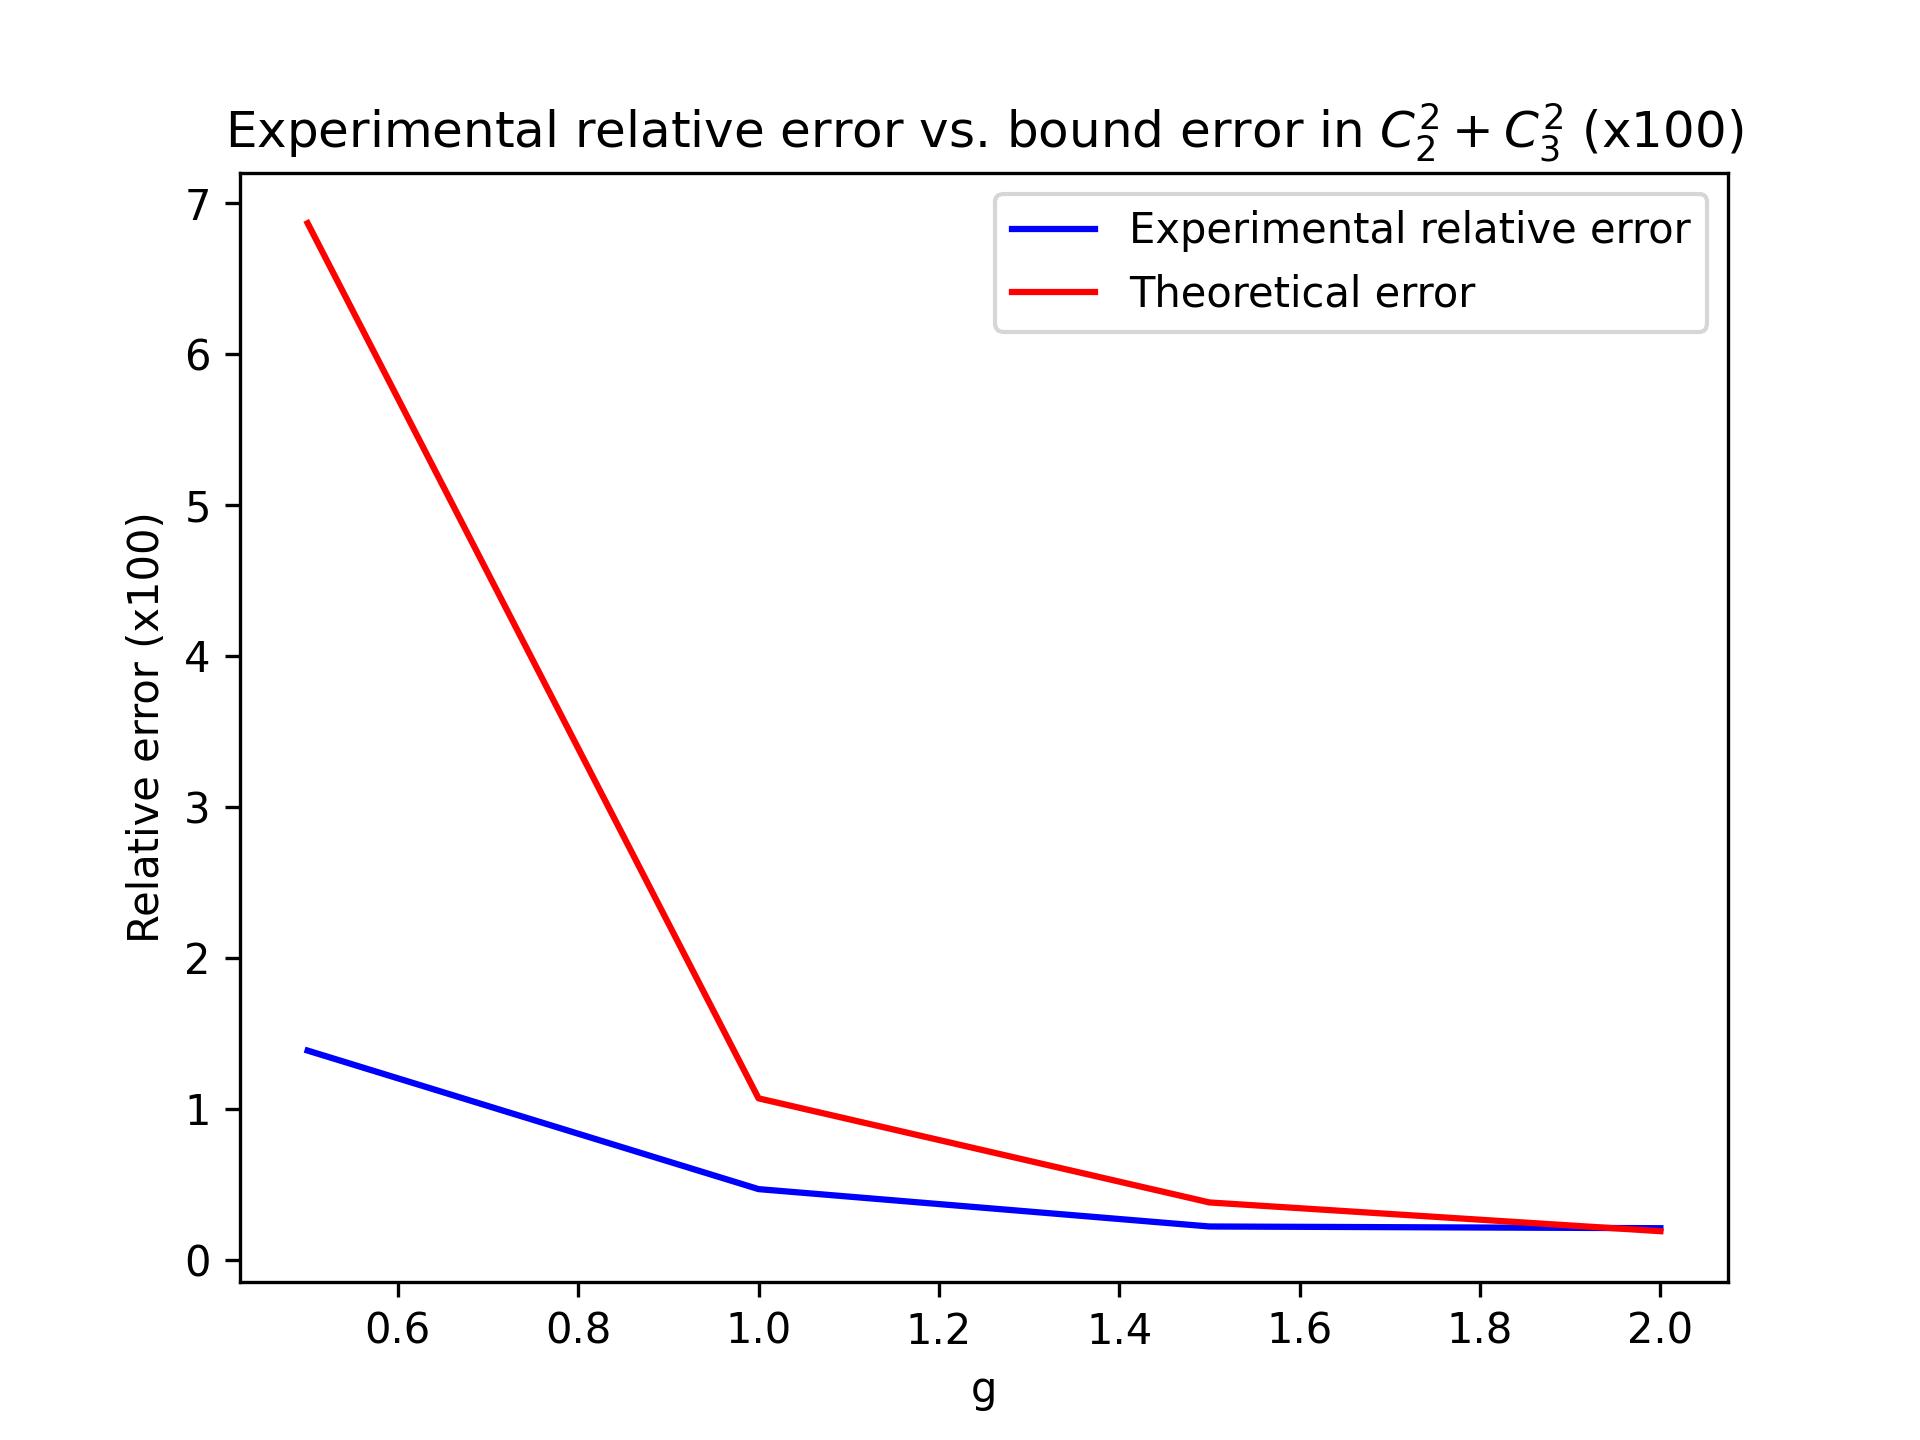 Experimental relative error vs. bound error in $C_2^2 + C_3^2$ (x100)
Experimental relative error
Theoretical error
Relative error (x100)
7
6
5
4
3
2
1
0
0.6 0.8 1.0 1.2 1.4 1.6 1.8 2.0
g